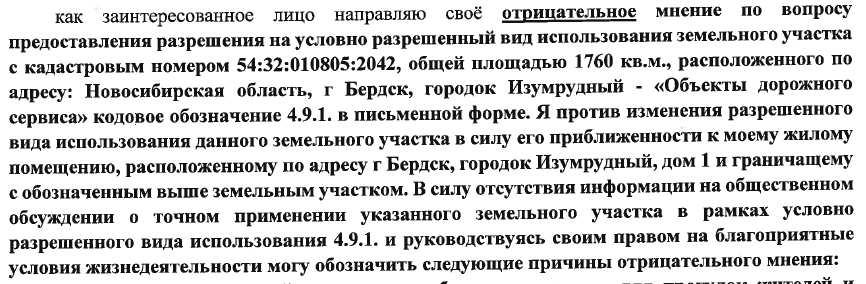 как заинтересованное лицо направляю своё отрицательное мнение по вопросу
предоставления разрешения на условно разрешенный вид использования земельного участка
с кадастровым номером 54:32:010805:2042, общей площадью 1760 кв.м., расположенного по
адресу: Новосибирская область, г Бердск, городок Изумрудный - «Объекты дорожного
сервиса» кодовое обозначение 4.9.1. в письменной форме. Я против изменения разрешенного
вида использования данного земельного участка в силу его приближенности к моему жилому
помещению, расположенному по адресу г Бердск, городок Изумрудный, дом 1 и граничащему
с обозначенным выше земельным участком. В силу отсутствия информации на общественном
обсуждении о точном применении указанного земельного участка в рамках условно
разрешенного вида использования 4.9.1. и руководствуясь своим правом на благоприятные
условия жизнедеятельности могу обозначить следующие причины отрицательного мнения: